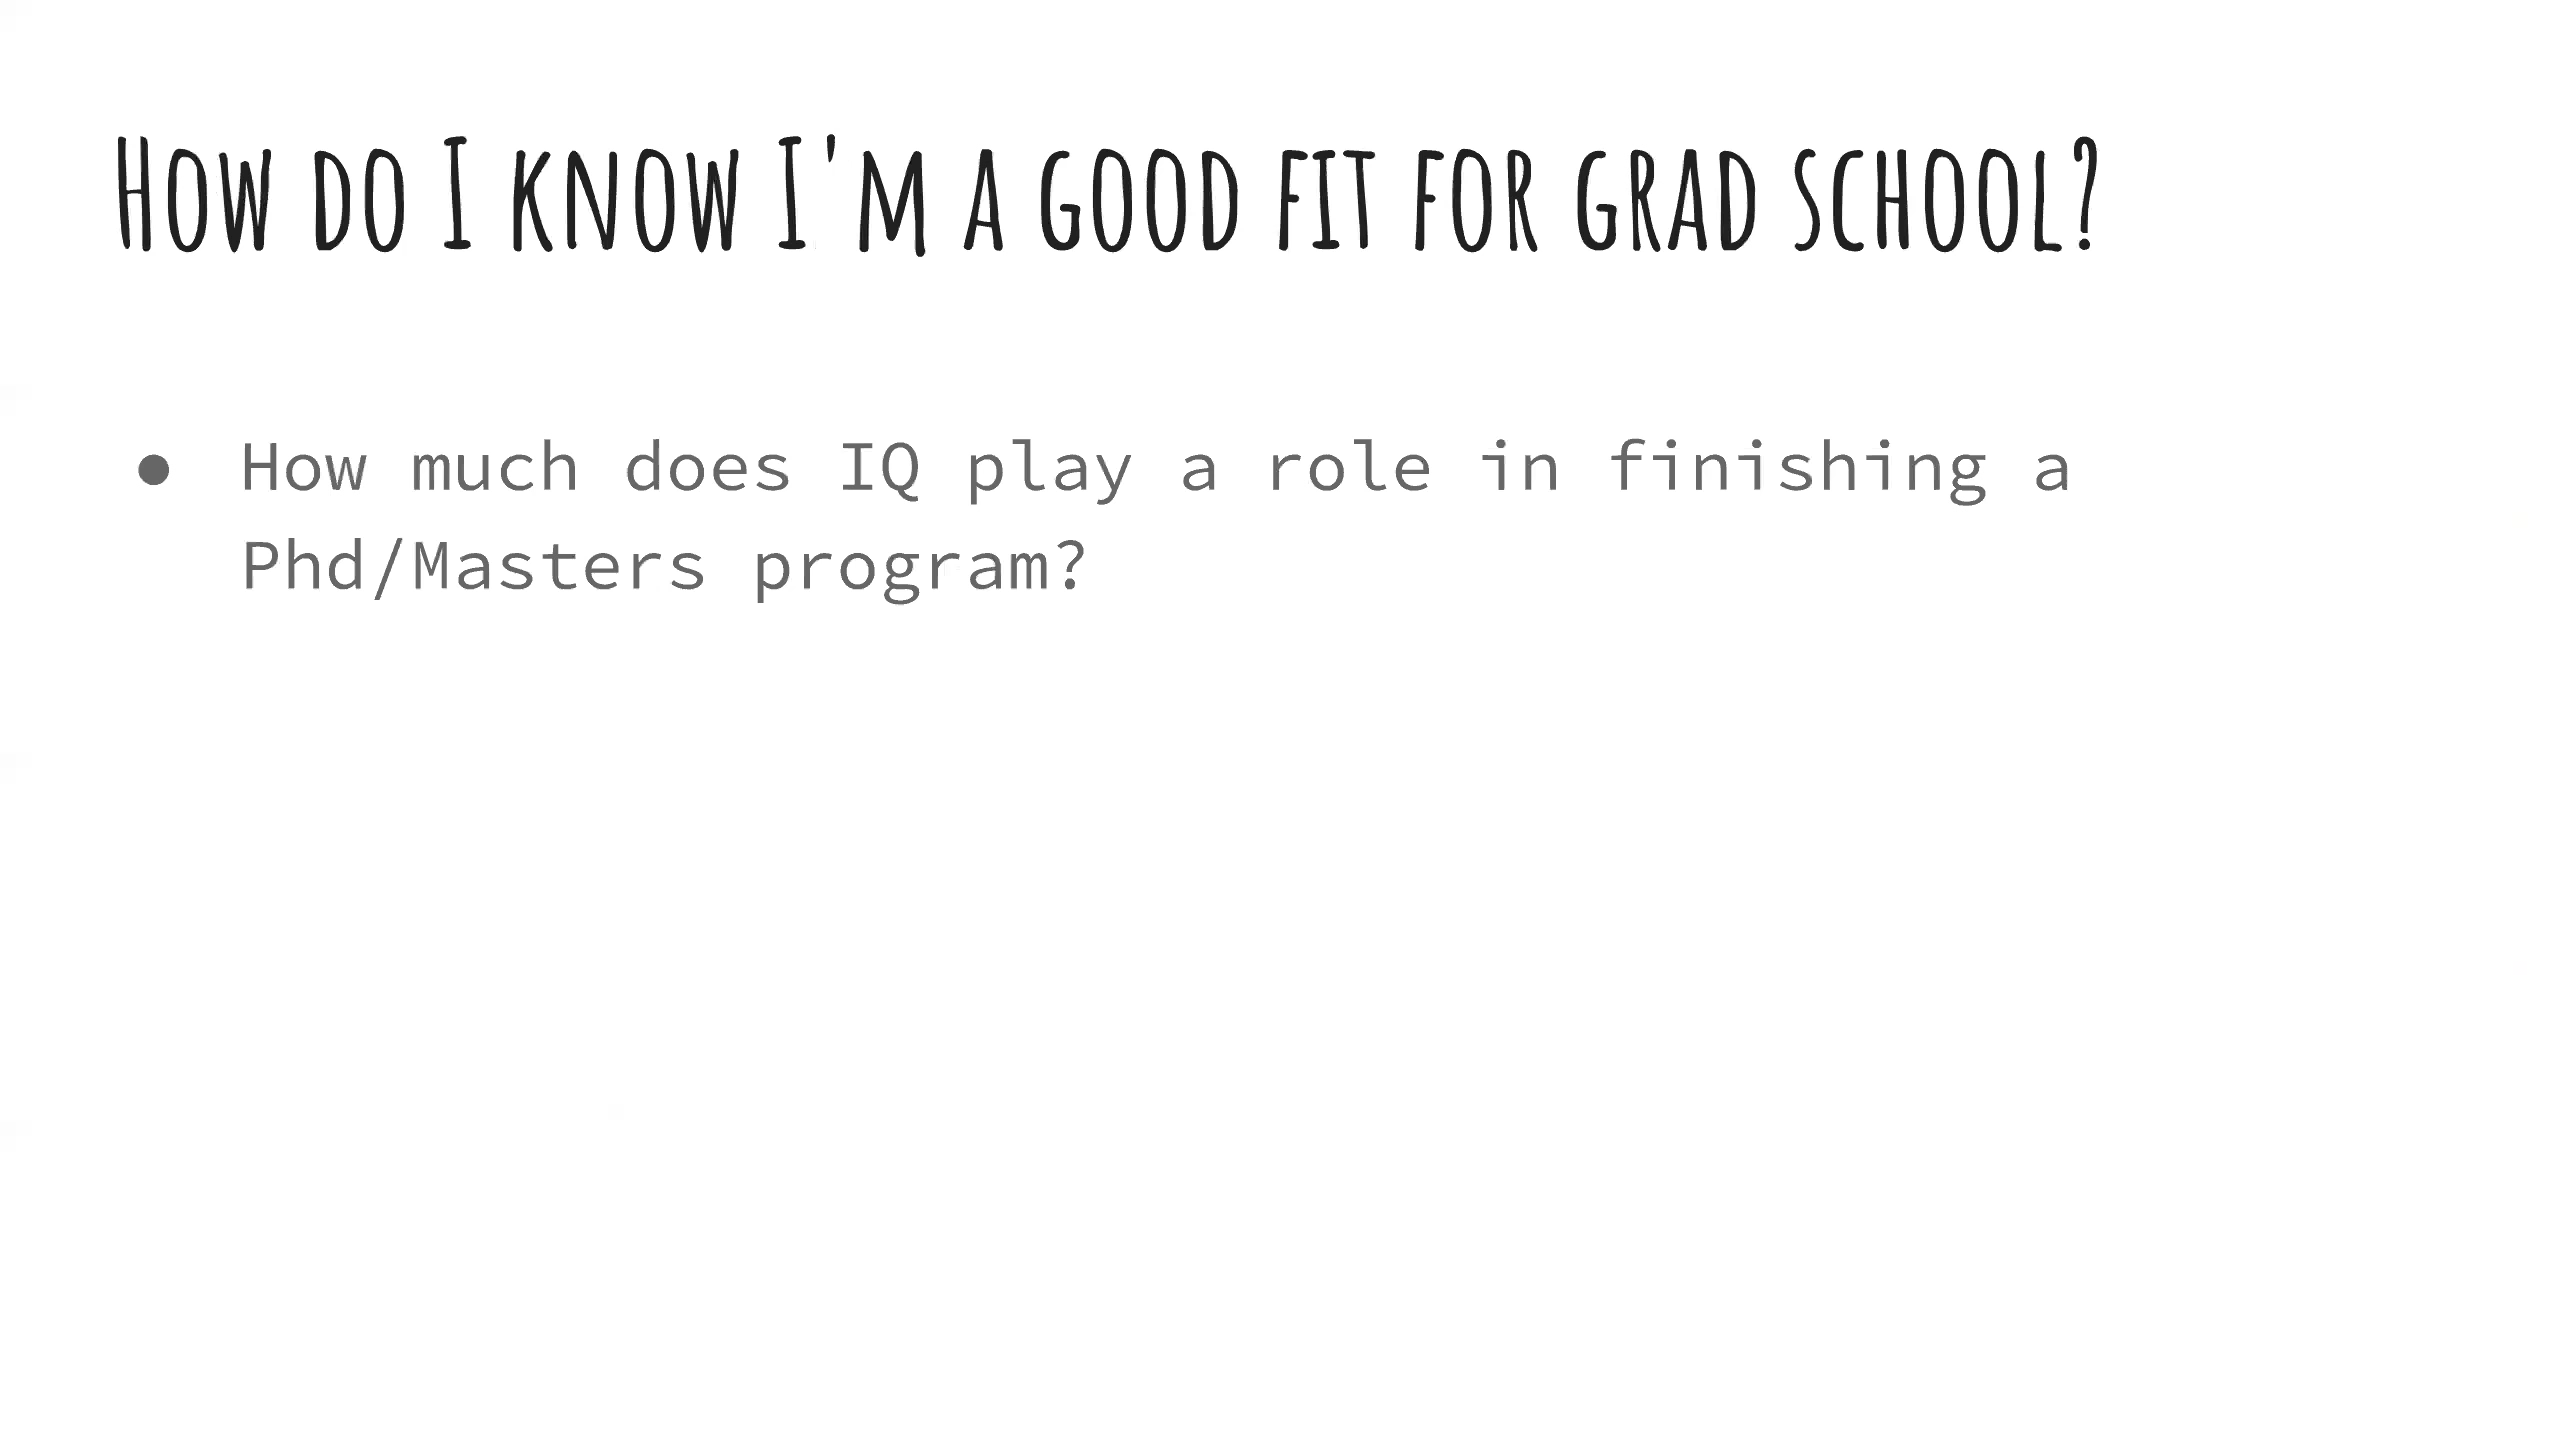 How do I know I'm a good fit for grad school?
● How much does IQ play a role in finishing a
Phd/Masters program?